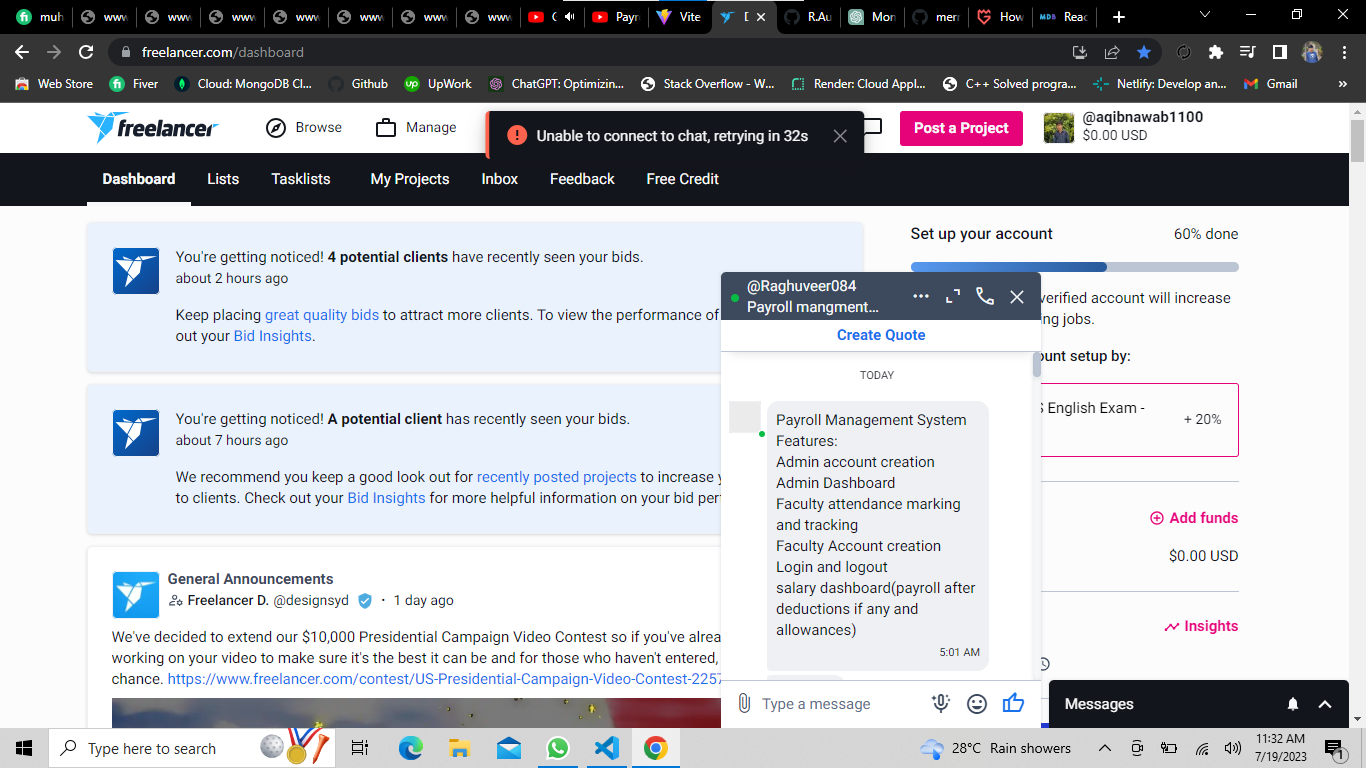 muh
www
www
www
www
www
www
www
C
Payr
Vite
D
R.Au
Mon
merr
How
Reac
freelancer.com/dashboard
Web Store
Fiver
Cloud: MongoDB Cl...
Github
UpWork
ChatGPT: Optimizin...
Stack Overflow - W...
Render: Cloud Appl...
C++ Solved progra...
Netlify: Develop an...
Gmail
»
freelancer
Browse
Manage
Unable to connect to chat, retrying in 32s
Post a Project
@aqibnawab1100
$0.00 USD
Dashboard
Lists
Tasklists
My Projects
Inbox
Feedback
Free Credit
You're getting noticed! 4 potential clients have recently seen your bids.
about 2 hours ago
Keep placing great quality bids to attract more clients. To view the performance of
out your Bid Insights.
You're getting noticed! A potential client has recently seen your bids.
about 7 hours ago
We recommend you keep a good look out for recently posted projects to increase y
to clients. Check out your Bid Insights for more helpful information on your bid per
General Announcements
Freelancer D. @designsyd · 1 day ago
We've decided to extend our $10,000 Presidential Campaign Video Contest so if you've alrea
working on your video to make sure it's the best it can be and for those who haven't entered,
chance. https://www.freelancer.com/contest/US-Presidential-Campaign-Video-Contest-2257
Set up your account
60% done
verified account will increase
ng jobs.
ount setup by:
S English Exam -
+ 20%
Add funds
$0.00 USD
Insights
@Raghuveer084
Payroll mangment...
Create Quote
TODAY
Payroll Management System
Features:
Admin account creation
Admin Dashboard
Faculty attendance marking
and tracking
Faculty Account creation
Login and logout
salary dashboard(payroll after
deductions if any and
allowances)
5:01 AM
Type a message
Messages
Type here to search
28°C Rain showers
11:32 AM
7/19/2023
1